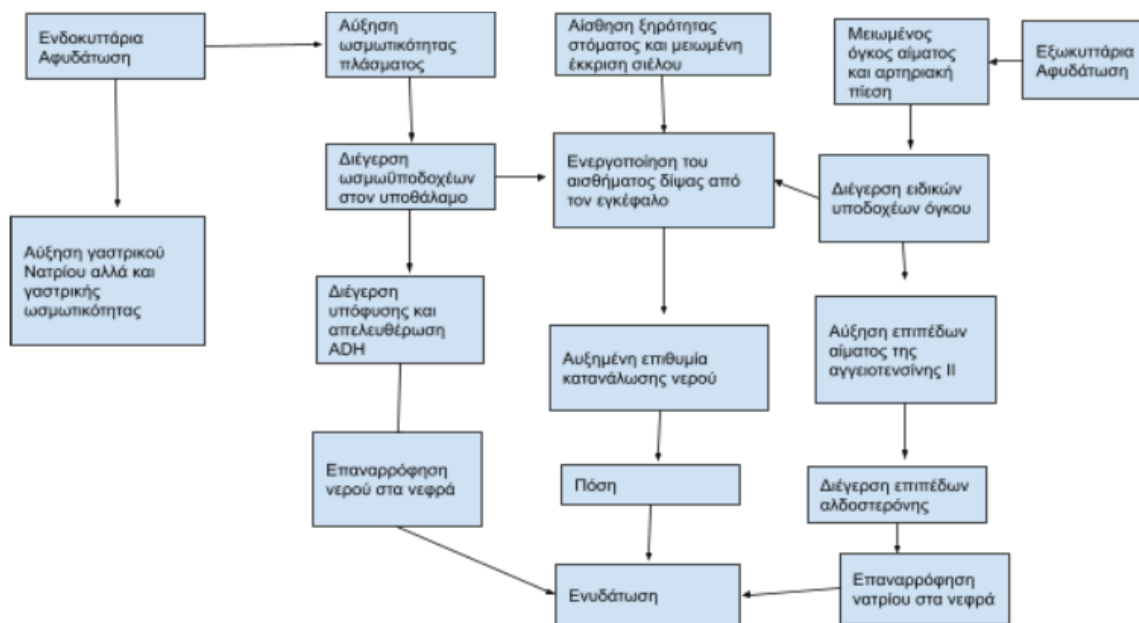 Ενδοκυττάρια
Αφυδάτωση
Αύξηση
ωσμωτικότητας
πλάσματος
Αίσθηση ξηρότητας
στόματος και μειωμένη
έκκριση σιέλου
Μειωμένος
όγκος αίματος
και αρτηριακή
πίεση
Εξωκυττάρια
Αφυδάτωση
Διέγερση
ωσμωϋποδοχέων
στον υποθάλαμο
Ενεργοποίηση του
αισθήματος δίψας από
τον εγκέφαλο
Διέγερση ειδικών
υποδοχέων όγκου
Αύξηση γαστρικού
Νατρίου αλλά και
γαστρικής
ωσμωτικότητας
Διέγερση
υπόφυσης και
απελευθέρωση
ADH
Αυξημένη επιθυμία
κατανάλωσης νερού
Αύξηση επιπέδων
αίματος της
αγγειοτενσίνης II
Επαναρρόφηση
νερού στα νεφρά
Πόση
Διέγερση επιπέδων
αλδοστερόνης
Ενυδάτωση
Επαναρρόφηση
νατρίου στα νεφρά